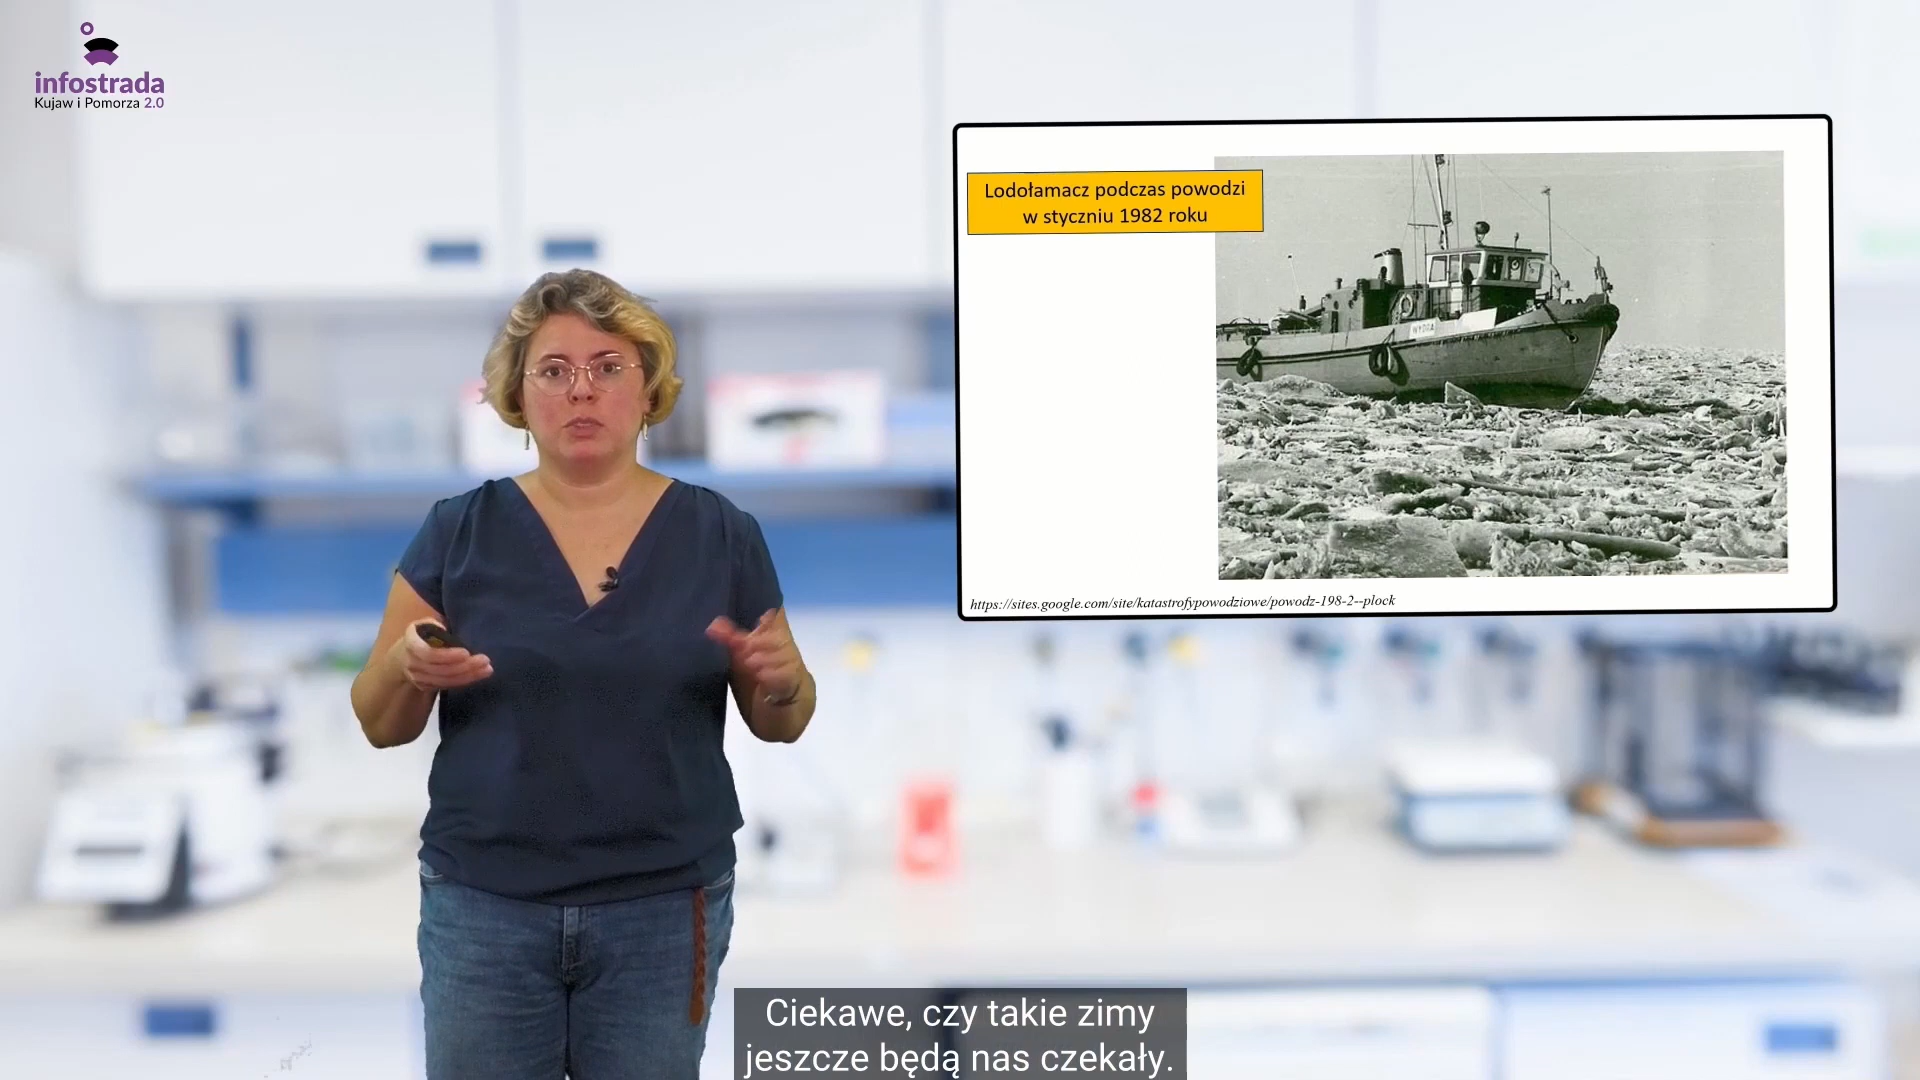 infostrada
Kujaw i Pomorza 2.0
Lodołamacz podczas powodzi
w styczniu 1982 roku
WYDRA
https://sites.google.com/site/katastrofypowodziowe/powodz-198-2--plock
Ciekawe, czy takie zimy
jeszcze będą nas czekały.